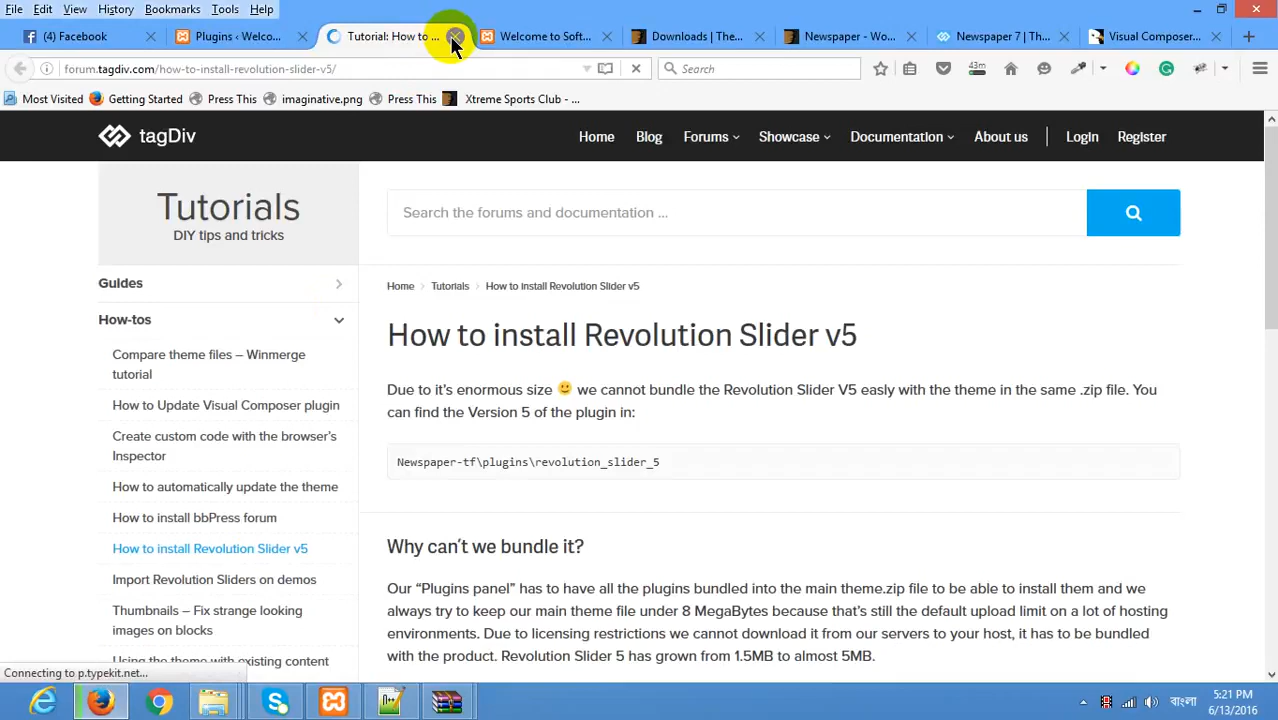 File Edit View History Bookmarks Tools Help
(4) Facebook
Plugins ‹ Welco...
Tutorial: How to ...
Welcome to Soft...
Downloads | The...
Newspaper - Wo...
Newspaper 7 | Th...
Visual Composer...
forum.tagdiv.com/how-to-install-revolution-slider-v5/
Search
43m
Most Visited Getting Started Press This imaginative.png Press This Xtreme Sports Club - ...
tagDiv
Home Blog Forums Showcase Documentation About us Login Register
Tutorials
DIY tips and tricks
Search the forums and documentation ...
Guides
How-tos
Compare theme files – Winmerge
tutorial
How to Update Visual Composer plugin
Create custom code with the browser's
Inspector
How to automatically update the theme
How to install bbPress forum
How to install Revolution Slider v5
Import Revolution Sliders on demos
Thumbnails – Fix strange looking
images on blocks
Using the theme with existing content
Home Tutorials How to install Revolution Slider v5
How to install Revolution Slider v5
Due to it's enormous size we cannot bundle the Revolution Slider V5 easly with the theme in the same .zip file. You
can find the Version 5 of the plugin in:
Newspaper-tf\plugins\revolution_slider_5
Why can't we bundle it?
Our “Plugins panel” has to have all the plugins bundled into the main theme.zip file to be able to install them and we
always try to keep our main theme file under 8 MegaBytes because that's still the default upload limit on a lot of hosting
environments. Due to licensing restrictions we cannot download it from our servers to your host, it has to be bundled
with the product. Revolution Slider 5 has grown from 1.5MB to almost 5MB.
Connecting to p.typekit.net...
বাংলা
5:21 PM
6/13/2016